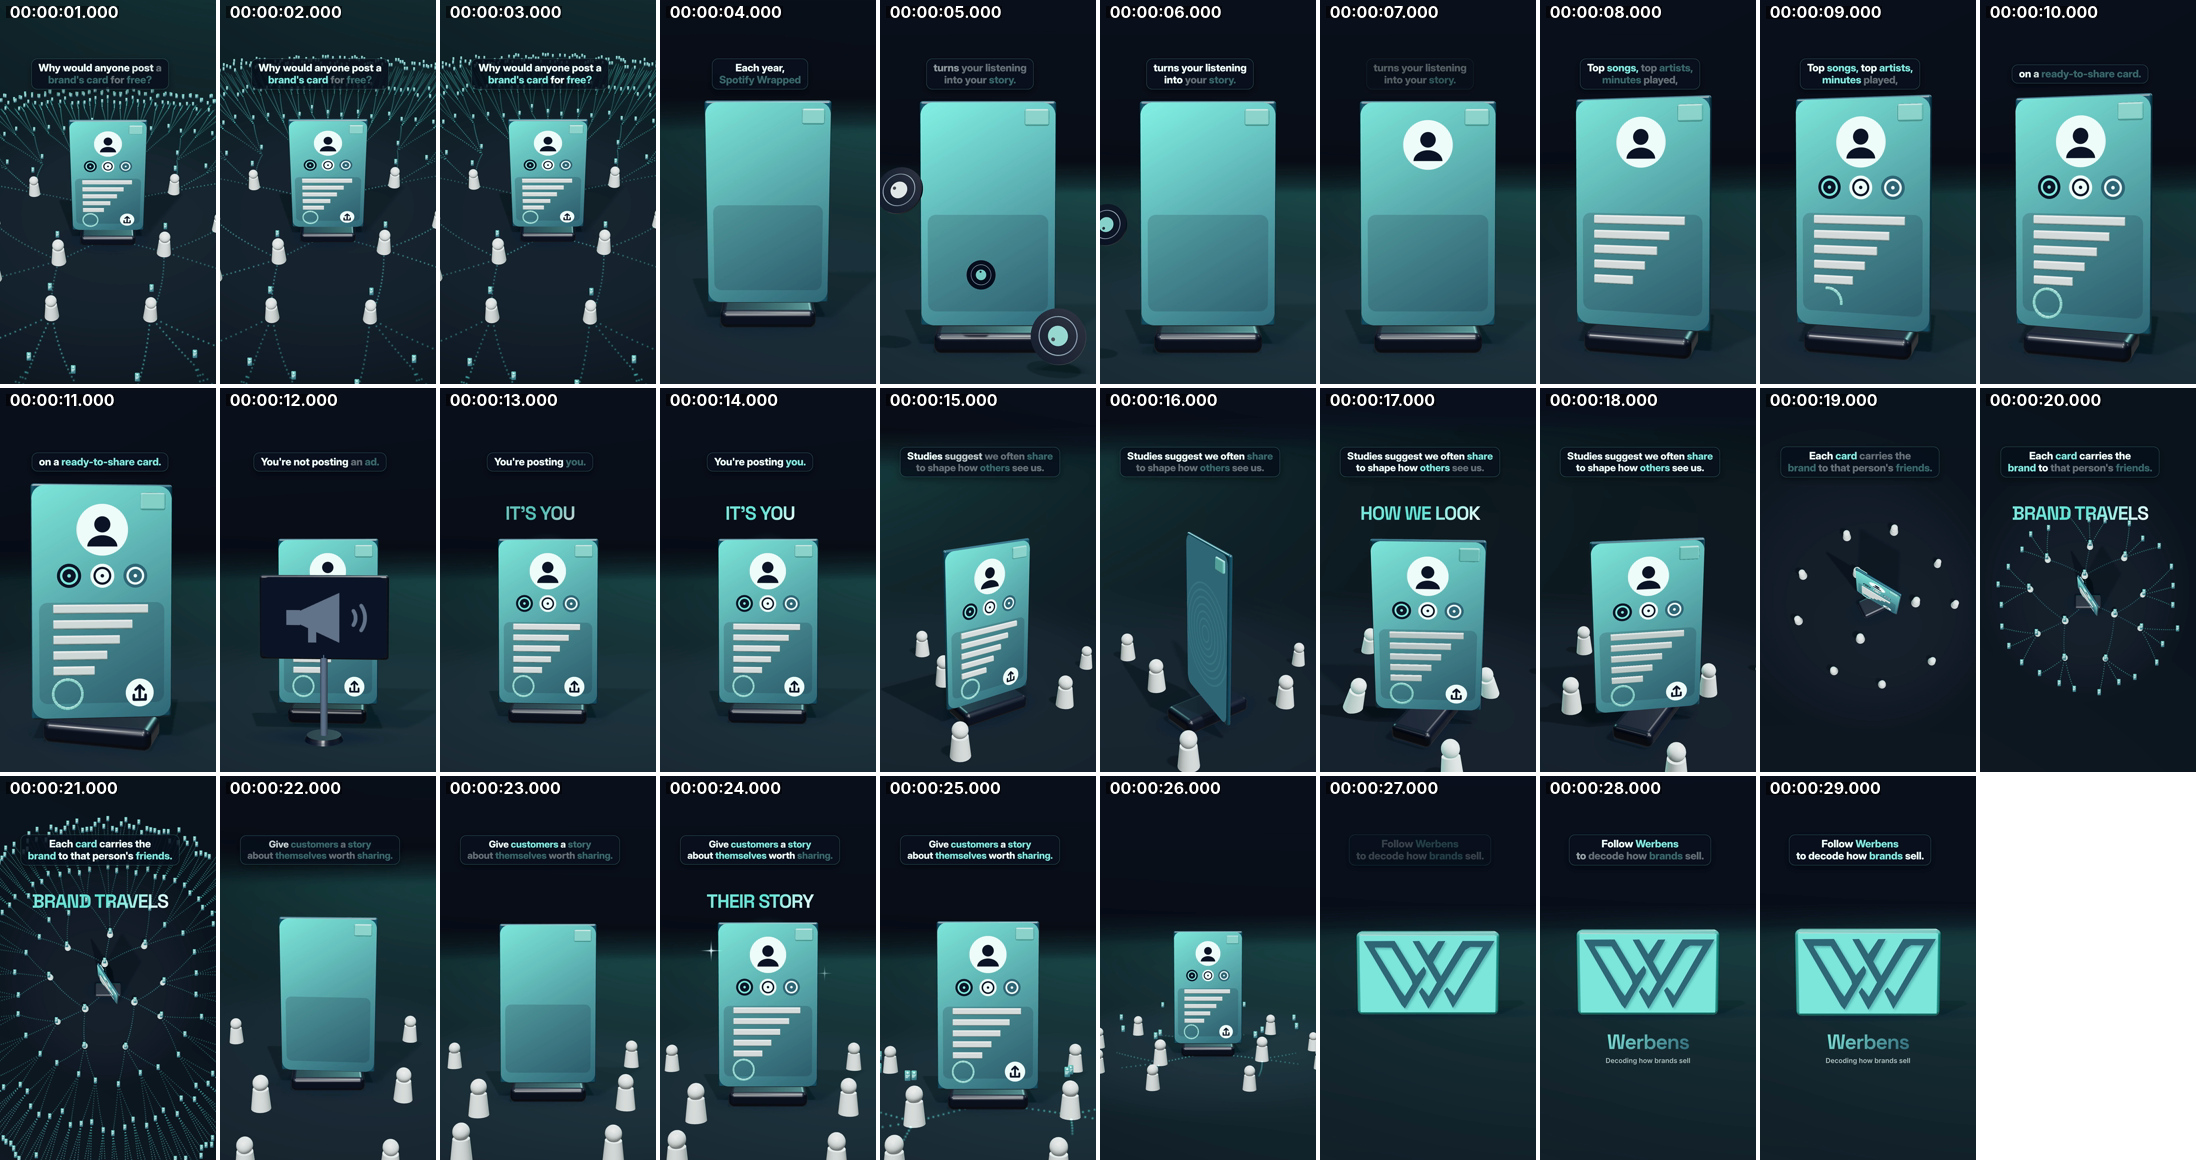 00:00:01.000
Why would anyone post a
brand's card for free?
00:00:02.000
Why would anyone post a
brand's card for free?
00:00:03.000
Why would anyone post a
brand's card for free?
00:00:04.000
Each year,
Spotify Wrapped
00:00:05.000
turns your listening
into your story.
00:00:06.000
turns your listening
into your story.
00:00:07.000
turns your listening
into your story.
00:00:08.000
Top songs, top artists,
minutes played,
00:00:09.000
Top songs, top artists,
minutes played,
00:00:10.000
on a ready-to-share card.
00:00:11.000
on a ready-to-share card.
00:00:12.000
You're not posting an ad.
00:00:13.000
You're posting you.
IT'S YOU
00:00:14.000
You're posting you.
IT'S YOU
00:00:15.000
Studies suggest we often share
to shape how others see us.
00:00:16.000
Studies suggest we often share
to shape how others see us.
00:00:17.000
Studies suggest we often share
to shape how others see us.
HOW WE LOOK
00:00:18.000
Studies suggest we often share
to shape how others see us.
00:00:19.000
Each card carries the
brand to that person's friends.
00:00:20.000
Each card carries the
brand to that person's friends.
BRAND TRAVELS
00:00:21.000
Each card carries the
brand to that person's friends.
BRAND TRAVELS
00:00:22.000
Give customers a story
about themselves worth sharing.
00:00:23.000
Give customers a story
about themselves worth sharing.
00:00:24.000
Give customers a story
about themselves worth sharing.
THEIR STORY
00:00:25.000
Give customers a story
about themselves worth sharing.
00:00:26.000
00:00:27.000
Follow Werbens
to decode how brands sell.
00:00:28.000
Follow Werbens
to decode how brands sell.
Werbens
Decoding how brands sell
00:00:29.000
Follow Werbens
to decode how brands sell.
Werbens
Decoding how brands sell